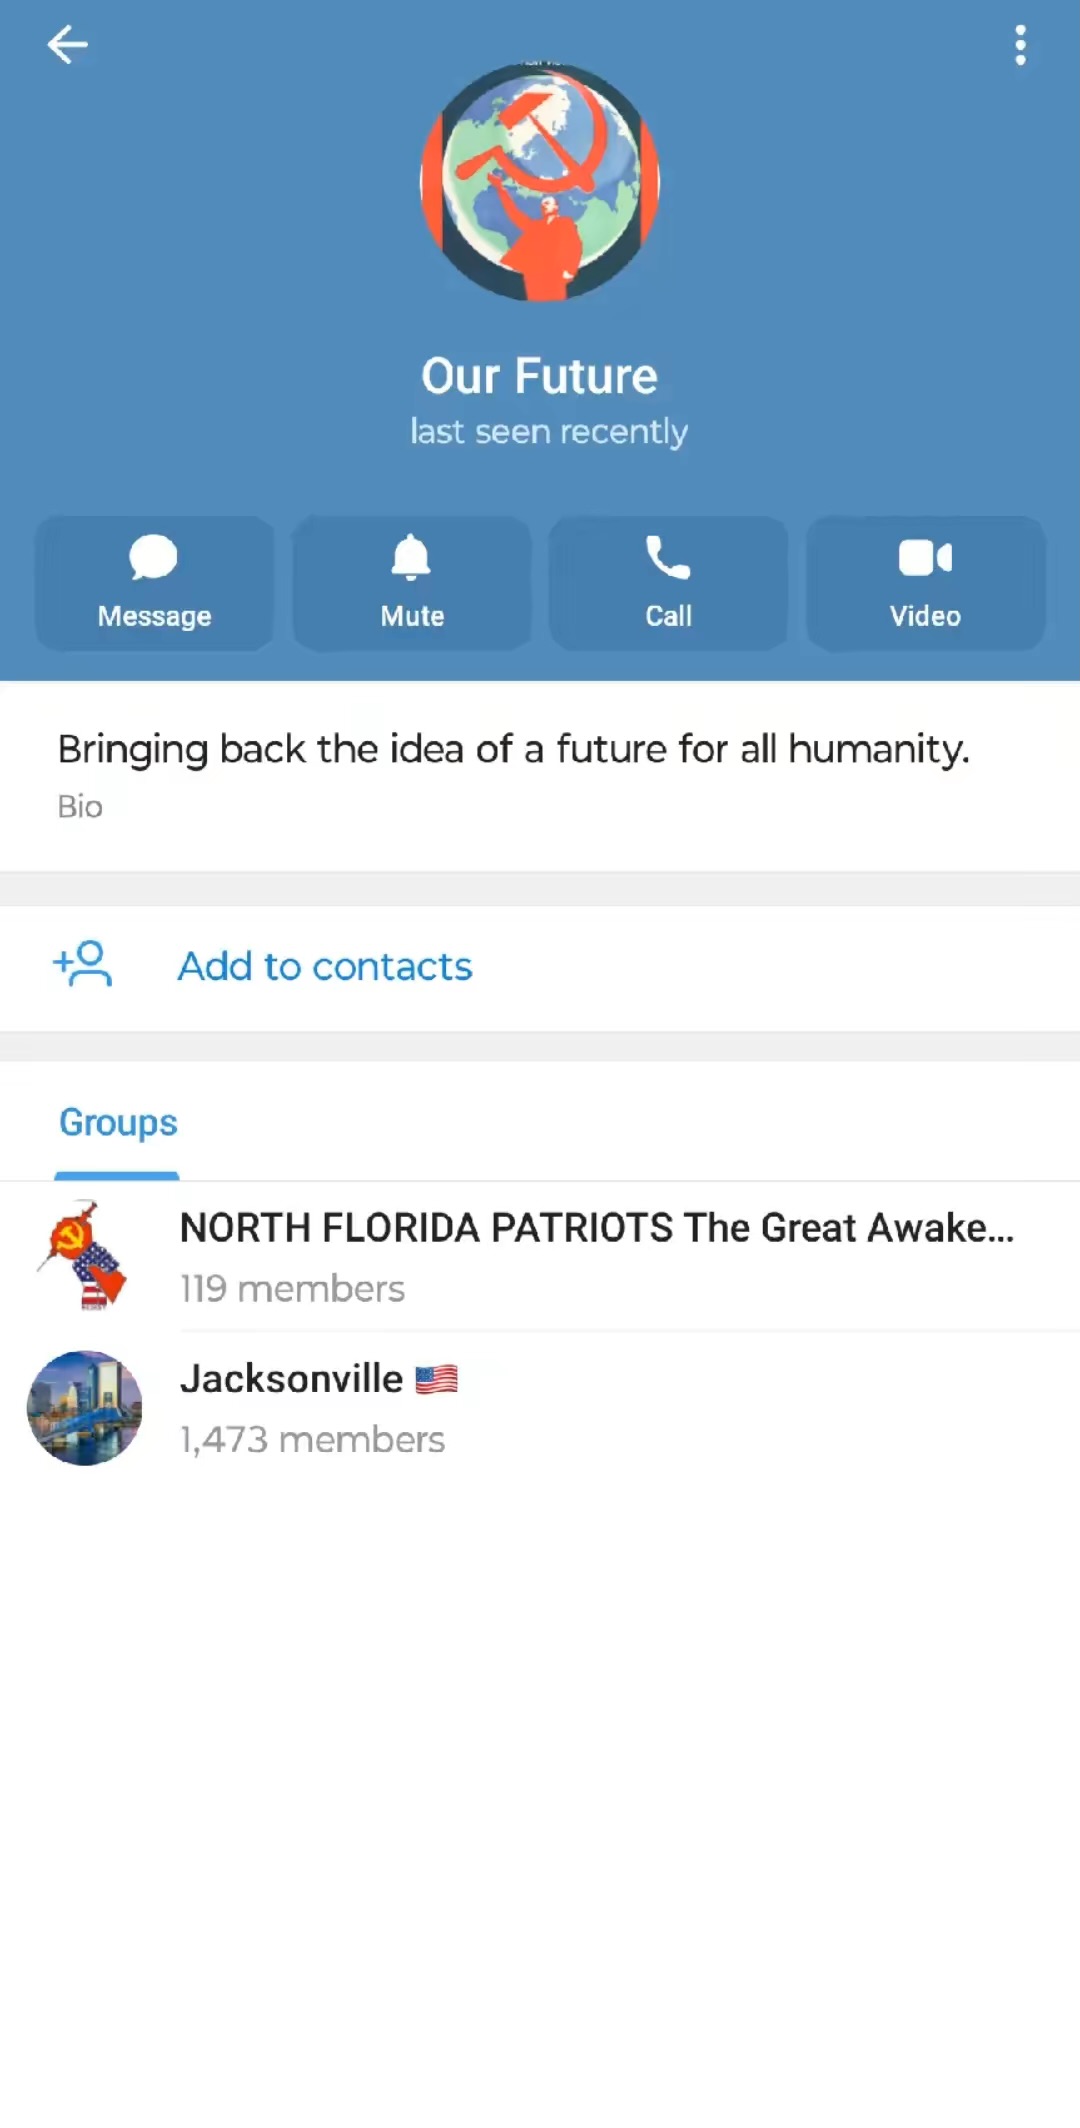 Our Future
last seen recently
Message
Mute
Call
Video
Bringing back the idea of a future for all humanity.
Bio
Add to contacts
Groups
NORTH FLORIDA PATRIOTS The Great Awake...
119 members
Jacksonville 🇺🇸
1,473 members